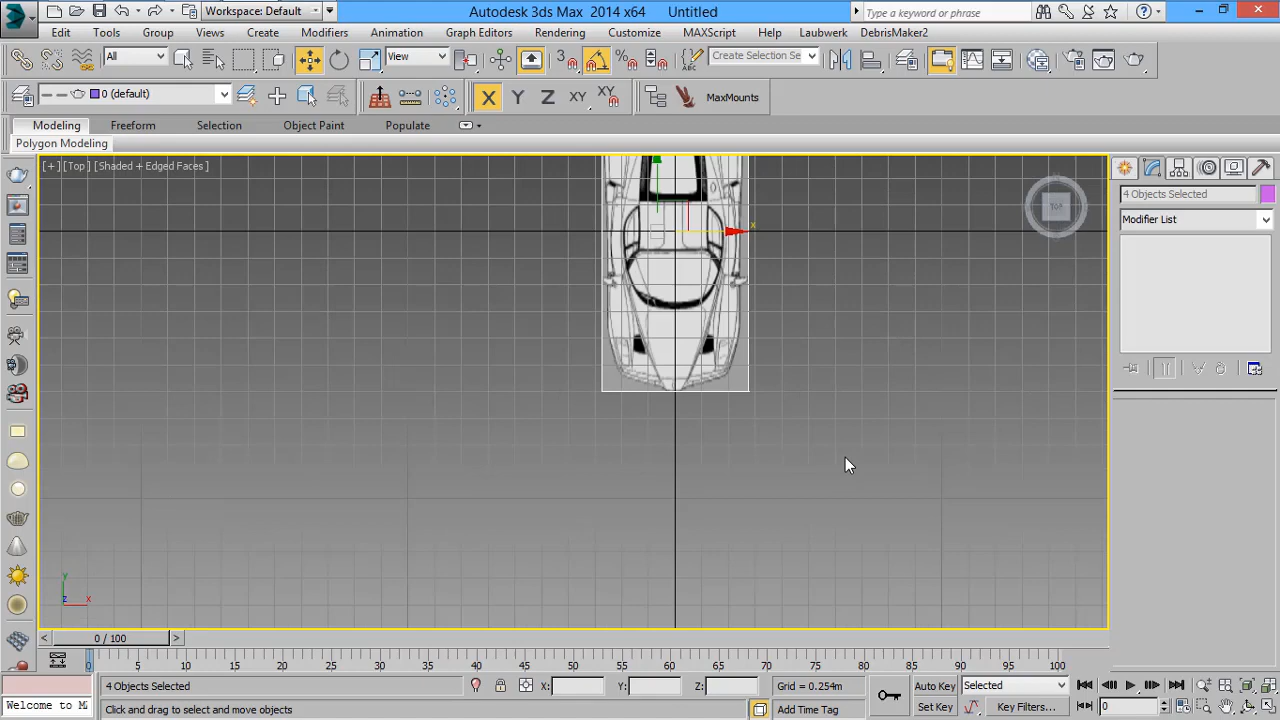 Workspace: Default
Autodesk 3ds Max 2014 x64 Untitled
Type a keyword or phrase
Edit Tools Group Views Create Modifiers Animation Graph Editors Rendering Customize MAXScript Help Laubwerk DebrisMaker2
All View 3 Create Selection Se
0 (default) X Y Z XY XY MaxMounts
Modeling Freeform Selection Object Paint Populate
Polygon Modeling
[+] [Top] [Shaded + Edged Faces]
TOP
4 Objects Selected
Modifier List
x
y
z x
0 / 100
0 5 10 15 20 25 30 35 40 45 50 55 60 65 70 75 80 85 90 95 100
4 Objects Selected X: Y: Z: Grid = 0.254m Auto Key Selected
Welcome to M Click and drag to select and move objects Add Time Tag Set Key Key Filters... 0